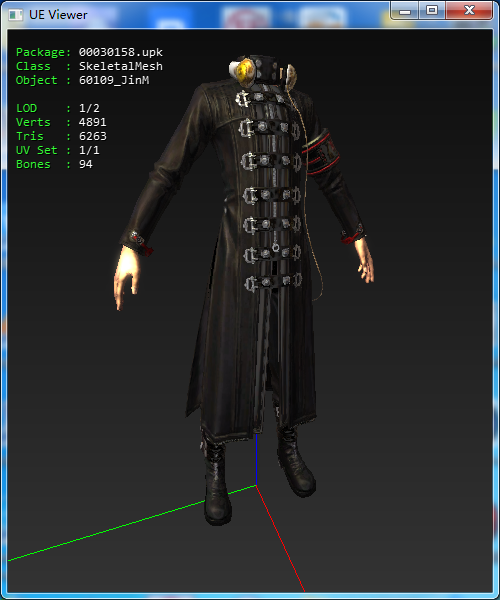 UE Viewer
Package: 00030158.upk
Class : SkeletalMesh
Object : 60109_JinM
LOD : 1/2
Verts : 4891
Tris : 6263
UV Set : 1/1
Bones : 94